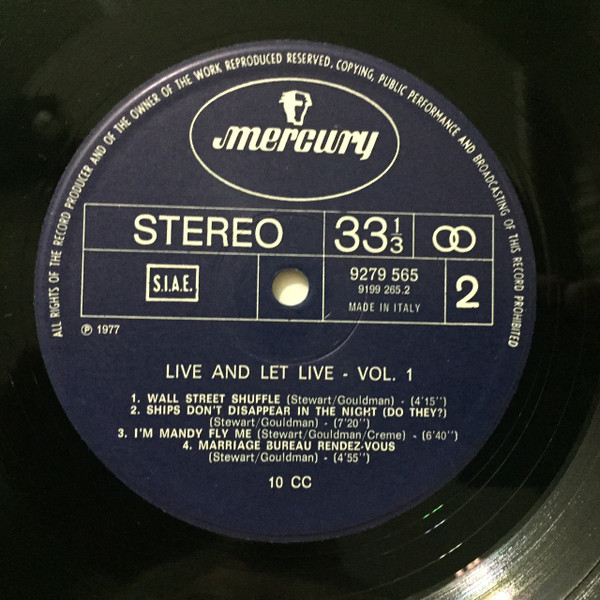 ALL RIGHTS OF THE RECORD PRODUCER AND OF THE OWNER OF THE WORK REPRODUCED RESERVED. COPYING, PUBLIC PERFORMANCE AND BROADCASTING OF THIS RECORD PROHIBITED
mercury
STEREO 33 1/3
S.I.A.E. 9279 565 2
9199 265.2
MADE IN ITALY
℗ 1977
LIVE AND LET LIVE - VOL. 1
1. WALL STREET SHUFFLE (Stewart/Gouldman) - (4'15'')
2. SHIPS DON'T DISAPPEAR IN THE NIGHT (DO THEY?)
(Stewart/Gouldman) - (7'20'')
3. I'M MANDY FLY ME (Stewart/Gouldman/Creme) - (6'40'')
4. MARRIAGE BUREAU RENDEZ-VOUS
(Stewart/Gouldman) - (4'55'')
10 CC